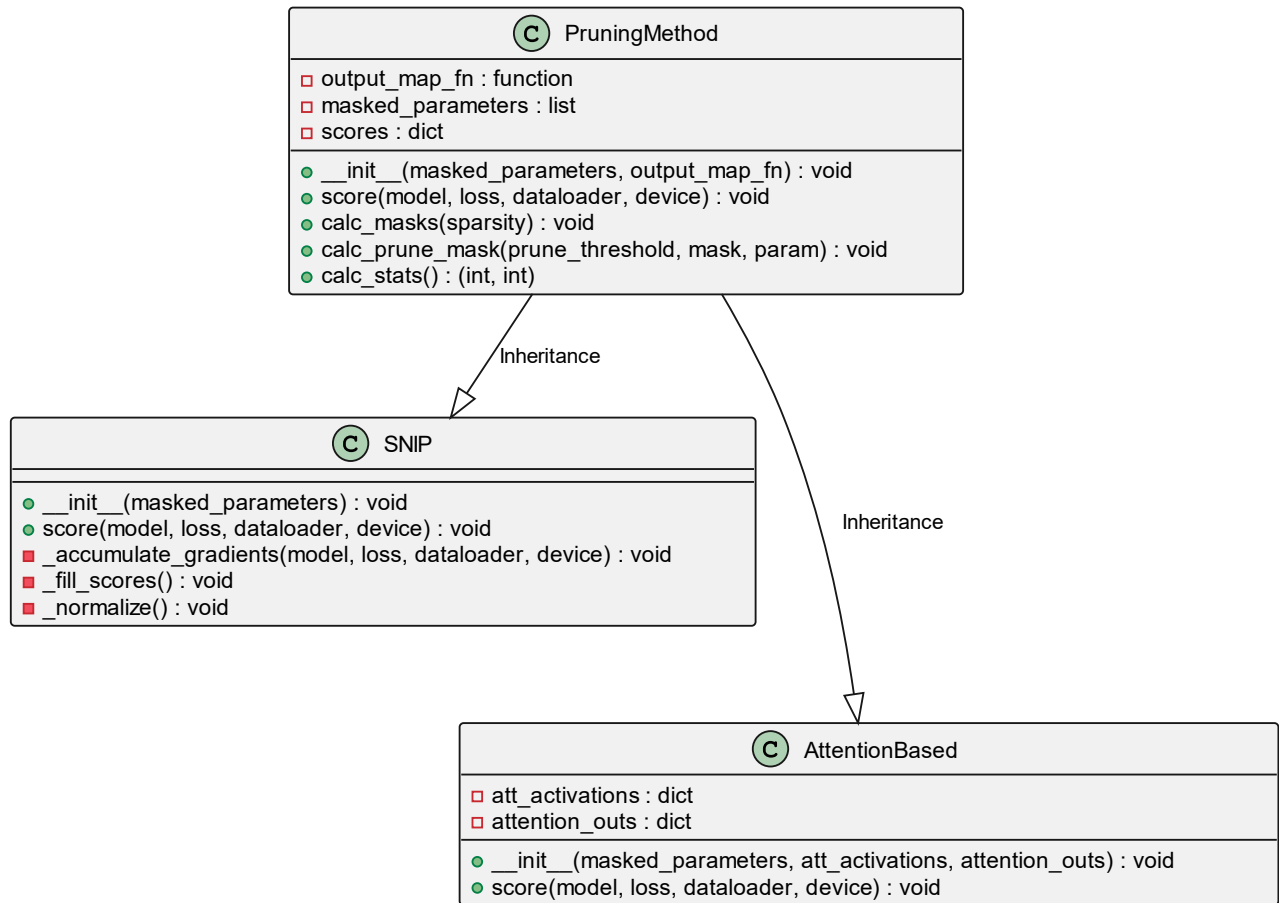 C PruningMethod
output_map_fn : function
masked_parameters : list
scores : dict
__init__(masked_parameters, output_map_fn) : void
score(model, loss, dataloader, device) : void
calc_masks(sparsity) : void
calc_prune_mask(prune_threshold, mask, param) : void
calc_stats() : (int, int)
Inheritance
C SNIP
__init__(masked_parameters) : void
score(model, loss, dataloader, device) : void
_accumulate_gradients(model, loss, dataloader, device) : void
_fill_scores() : void
_normalize() : void
Inheritance
C AttentionBased
att_activations : dict
attention_outs : dict
__init__(masked_parameters, att_activations, attention_outs) : void
score(model, loss, dataloader, device) : void